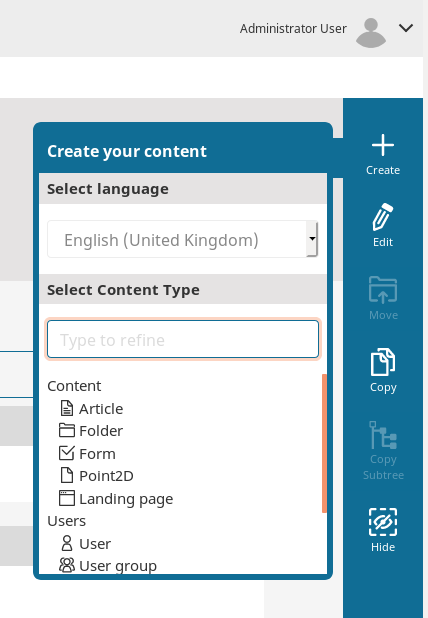 Administrator User
Create your content
Select language
English (United Kingdom)
Select Content Type
Type to refine
Content
Article
Folder
Form
Point2D
Landing page
Users
User
User group
Create
Edit
Move
Copy
Copy
Subtree
Hide